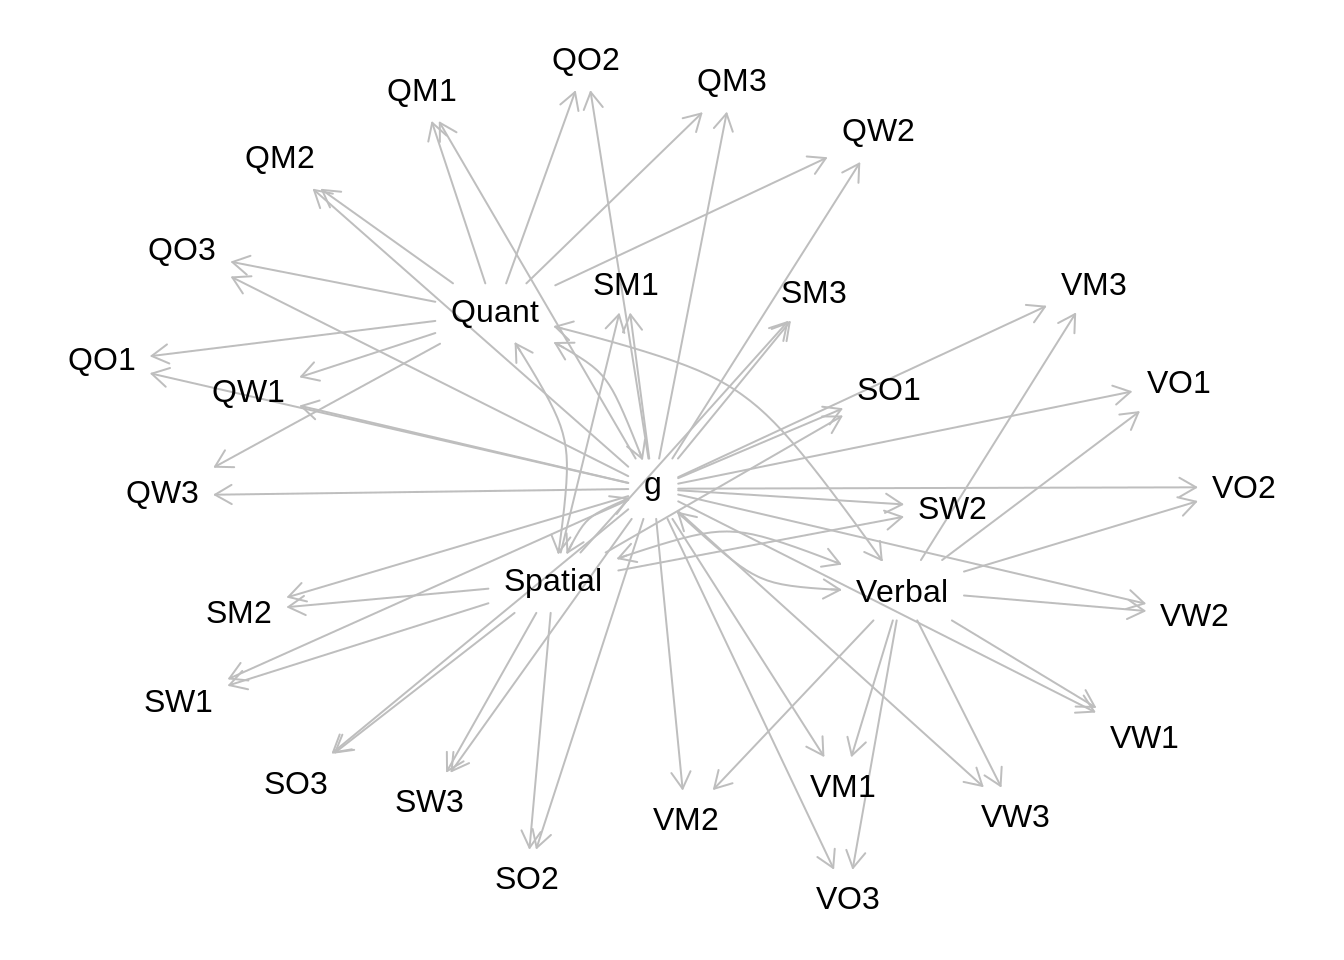 QO2
QM3
QM1
QW2
QM2
QO3
SM1
SM3
VM3
Quant
QO1
VO1
QW1
SO1
g
VO2
QW3
SW2
Spatial
Verbal
SM2
VW2
SW1
VW1
SO3
VM1
SW3
VW3
VM2
SO2
VO3